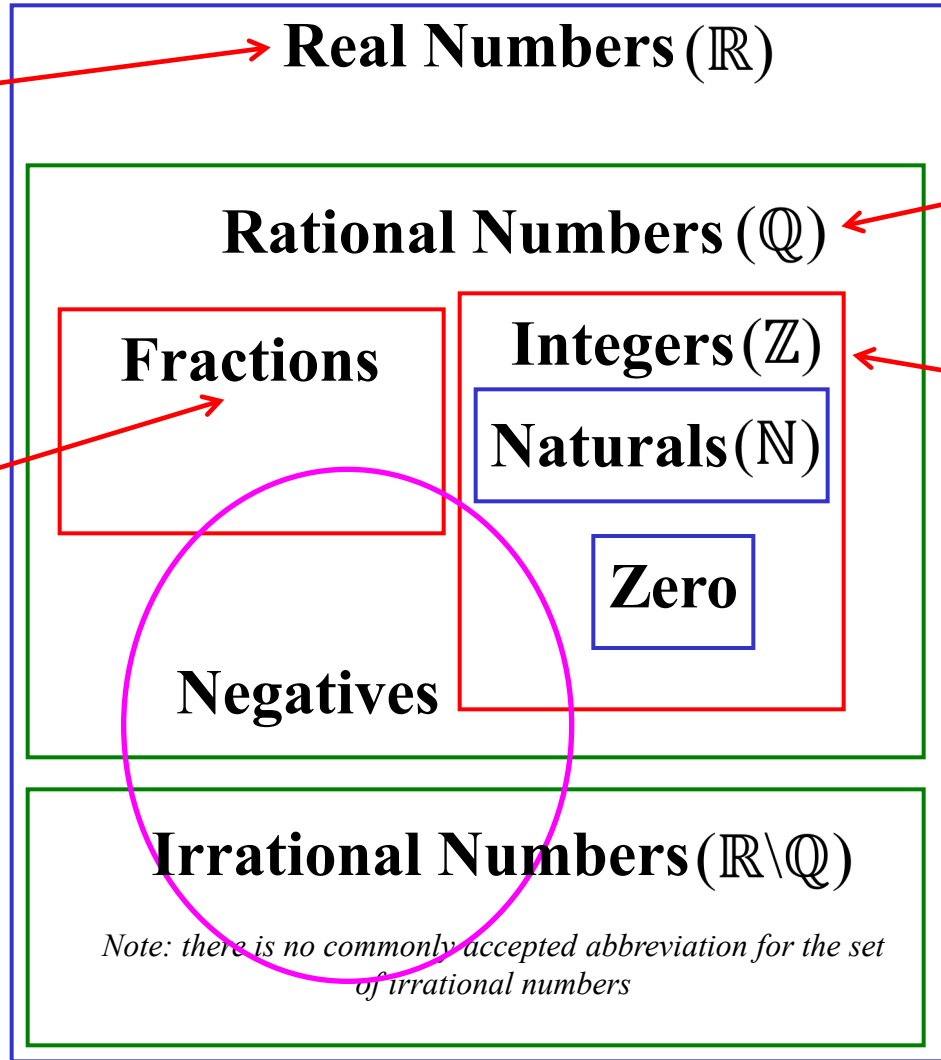 Real Numbers (ℝ)
Rational Numbers (ℚ)
Fractions
Integers (ℤ)
Naturals (ℕ)
Zero
Negatives
Irrational Numbers (ℝ\ℚ)
Note: there is no commonly accepted abbreviation for the set
of irrational numbers